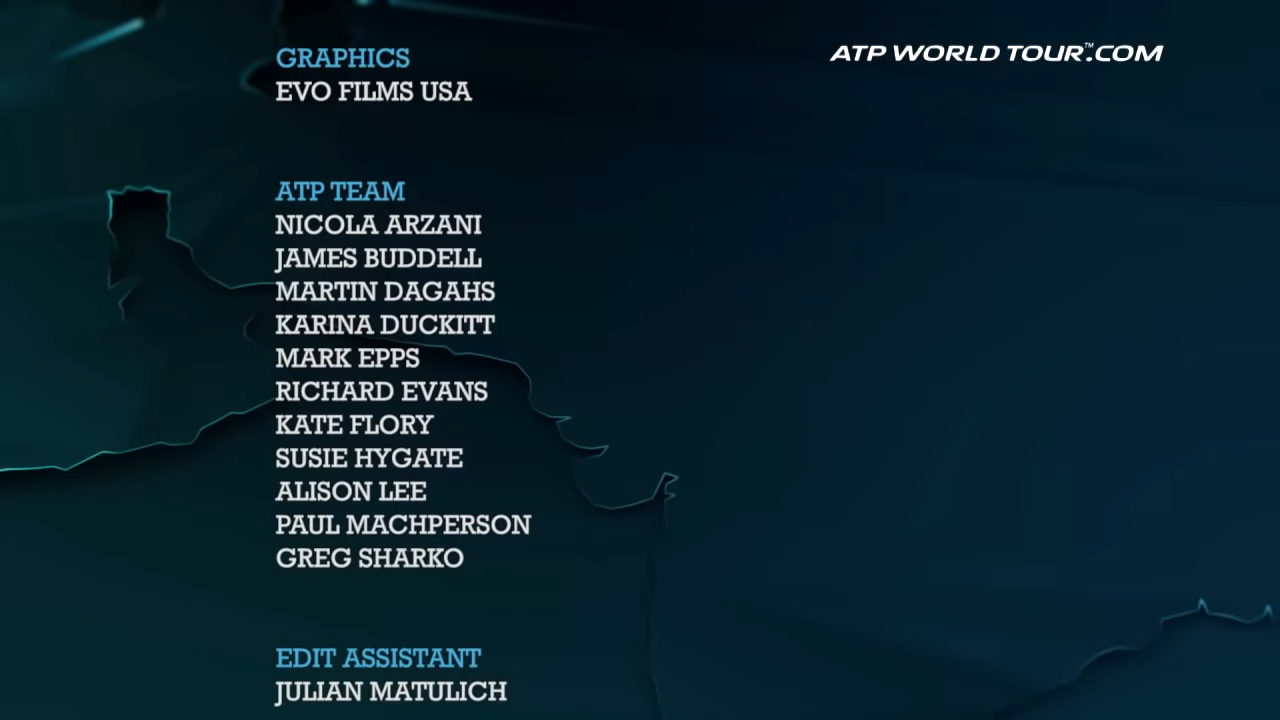 GRAPHICS
EVO FILMS USA
ATP WORLD TOUR™.COM
ATP TEAM
NICOLA ARZANI
JAMES BUDDELL
MARTIN DAGAHS
KARINA DUCKITT
MARK EPPS
RICHARD EVANS
KATE FLORY
SUSIE HYGATE
ALISON LEE
PAUL MACHPERSON
GREG SHARKO
EDIT ASSISTANT
JULIAN MATULICH